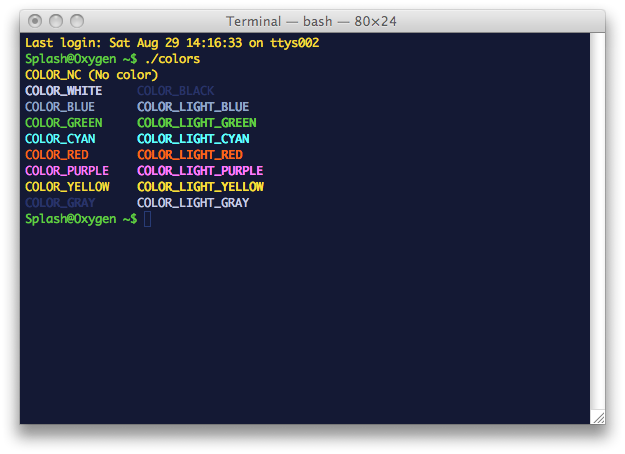 Terminal — bash — 80×24
Last login: Sat Aug 29 14:16:33 on ttys002
Splash@Oxygen ~$ ./colors
COLOR_NC (No color)
COLOR_WHITE    COLOR_BLACK
COLOR_BLUE     COLOR_LIGHT_BLUE
COLOR_GREEN    COLOR_LIGHT_GREEN
COLOR_CYAN     COLOR_LIGHT_CYAN
COLOR_RED      COLOR_LIGHT_RED
COLOR_PURPLE   COLOR_LIGHT_PURPLE
COLOR_YELLOW   COLOR_LIGHT_YELLOW
COLOR_GRAY     COLOR_LIGHT_GRAY
Splash@Oxygen ~$